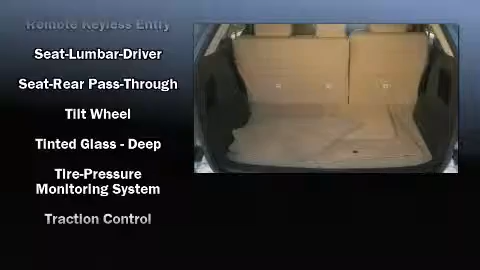 Remote Keyless Entry
Seat-Lumbar-Driver
Seat-Rear Pass-Through
Tilt Wheel
Tinted Glass - Deep
Tire-Pressure
Monitoring System
Traction Control